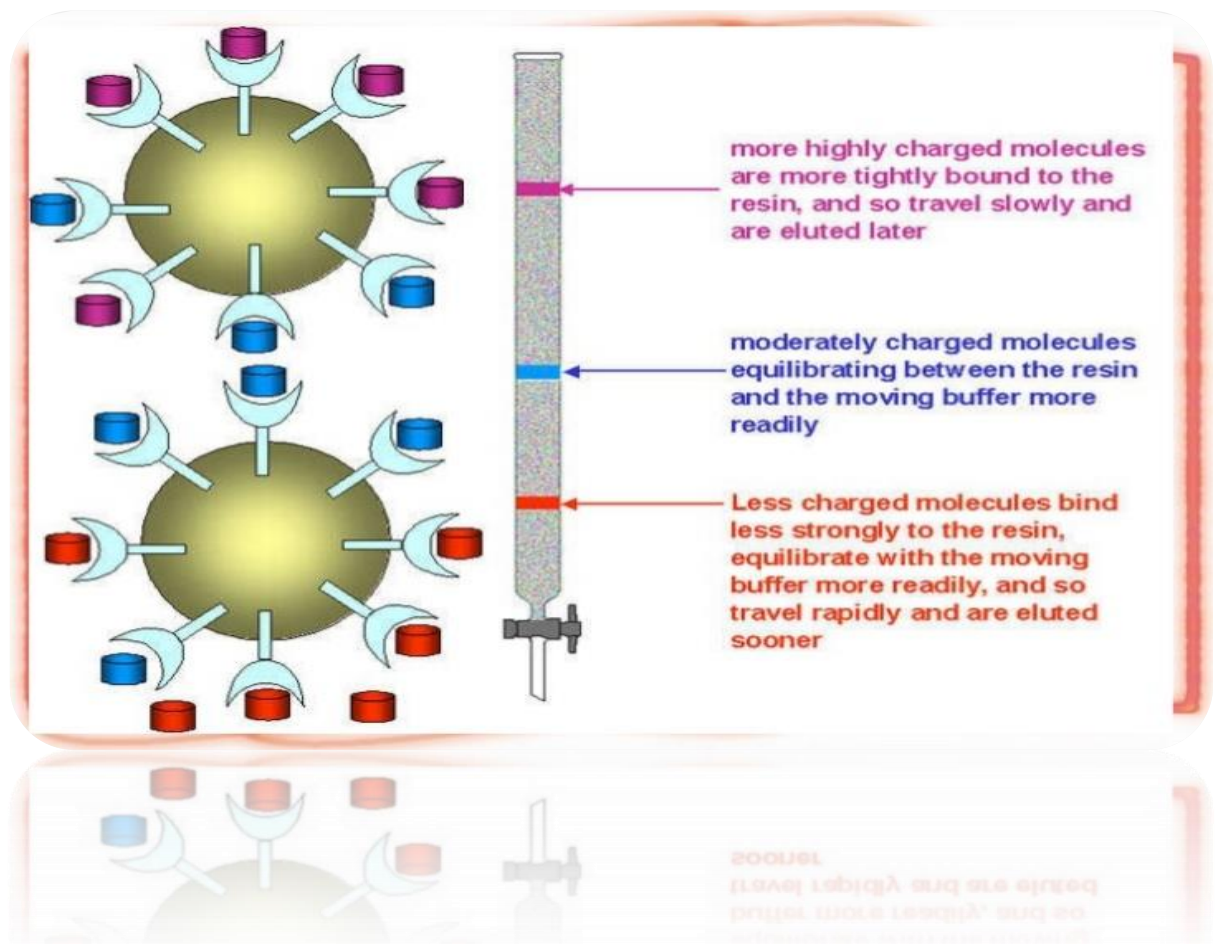 more highly charged molecules
are more tightly bound to the
resin, and so travel slowly and
are eluted later
moderately charged molecules
equilibrating between the resin
and the moving buffer more
readily
Less charged molecules bind
less strongly to the resin,
equilibrate with the moving
buffer more readily, and so
travel rapidly and are eluted
sooner